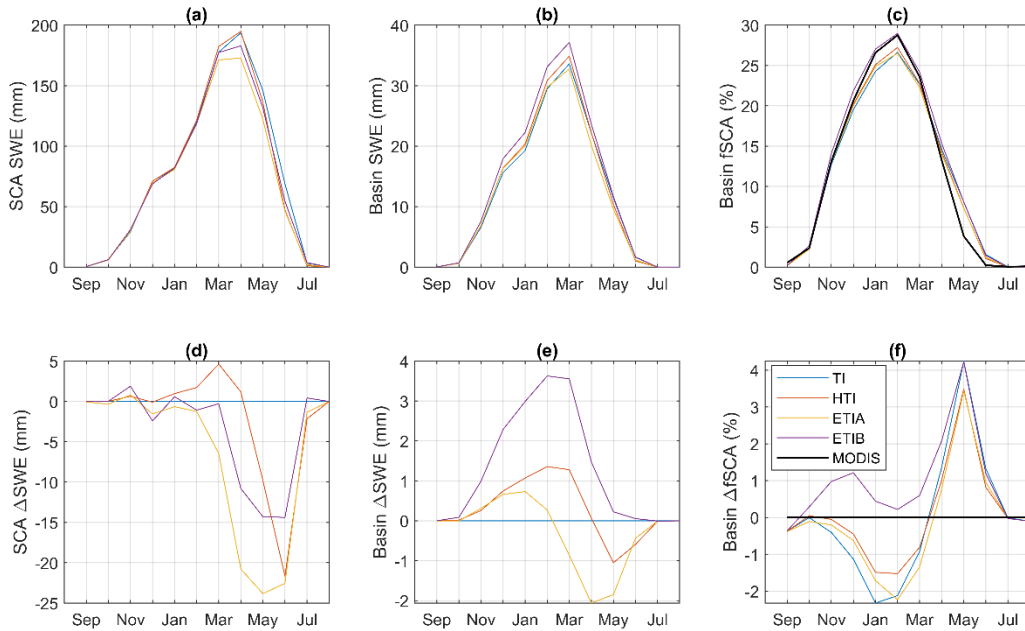 (a)
SCA SWE (mm)
200
150
100
50
0
Sep Nov Jan Mar May Jul
(b)
Basin SWE (mm)
40
30
20
10
0
Sep Nov Jan Mar May Jul
(c)
Basin fSCA (%)
30
25
20
15
10
5
0
Sep Nov Jan Mar May Jul
(d)
SCA ΔSWE (mm)
5
0
-5
-10
-15
-20
-25
Sep Nov Jan Mar May Jul
(e)
Basin ΔSWE (mm)
4
3
2
1
0
-1
-2
Sep Nov Jan Mar May Jul
(f)
Basin ΔfSCA (%)
4
3
2
1
0
-1
-2
TI
HTI
ETIA
ETIB
MODIS
Sep Nov Jan Mar May Jul